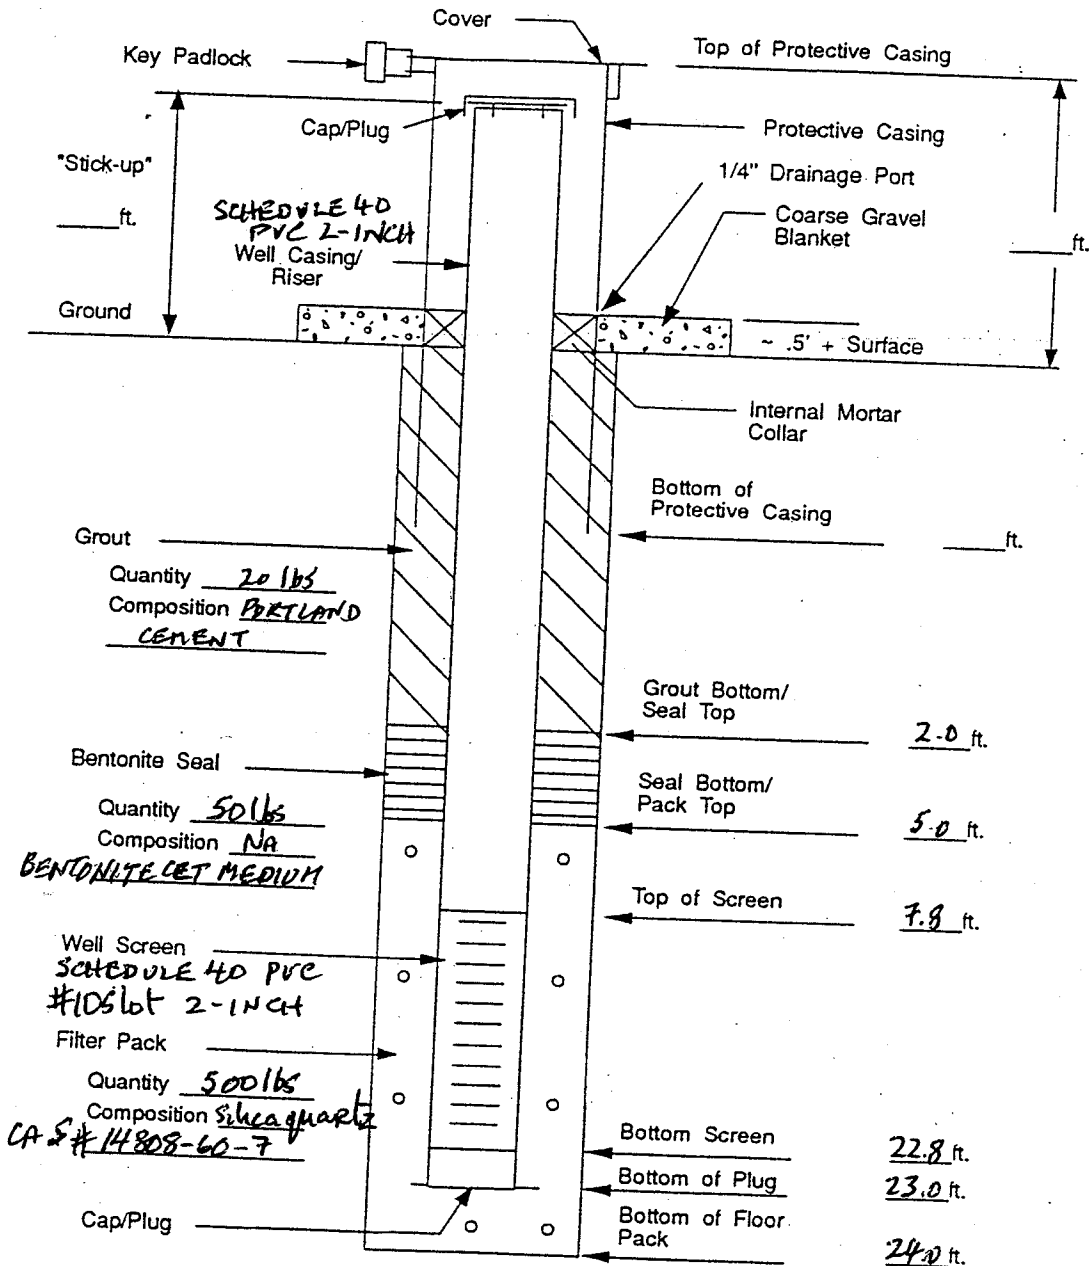 Cover
Key Padlock
Top of Protective Casing
Cap/Plug
Protective Casing
"Stick-up"
1/4" Drainage Port
ft.
SCHEDULE 40
PVC 2-INCH
Well Casing/
Riser
Coarse Gravel
Blanket
ft.
Ground
~ .5' + Surface
Internal Mortar
Collar
Bottom of
Protective Casing
ft.
Grout
Quantity 20 lbs
Composition PORTLAND
CEMENT
Grout Bottom/
Seal Top
2.0 ft.
Bentonite Seal
Quantity 50 lbs
Composition NA
BENTONITE CET MEDIUM
Seal Bottom/
Pack Top
5.0 ft.
Top of Screen
7.8 ft.
Well Screen
SCHEDULE 40 PVC
#10Slot 2-INCH
Filter Pack
Quantity 500 lbs
Composition Silica quartz
CAS# 14808-60-7
Bottom Screen
22.8 ft.
Bottom of Plug
23.0 ft.
Cap/Plug
Bottom of Floor
Pack
24.0 ft.